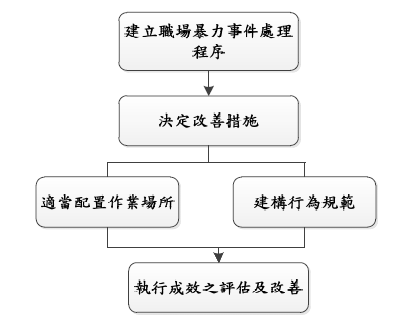 建立職場暴力事件處理
程序
決定改善措施
適當配置作業場所
建構行為規範
執行成效之評估及改善